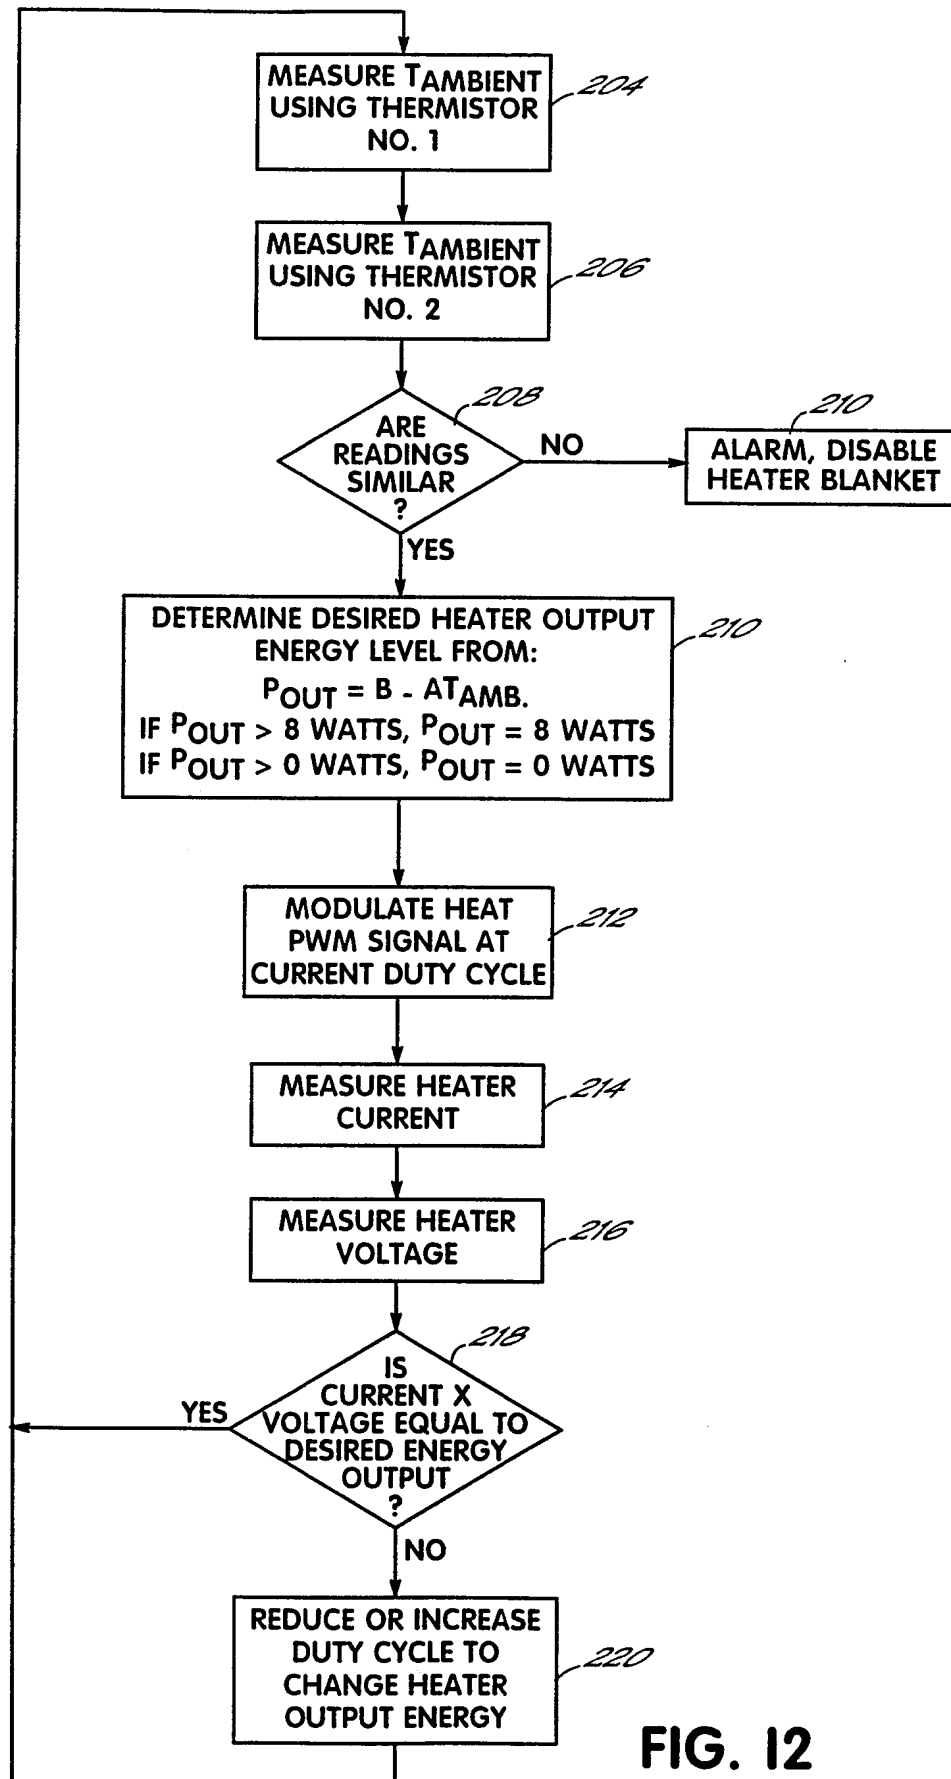 MEASURE TAMBIENT
USING THERMISTOR
NO. 1
204
MEASURE TAMBIENT
USING THERMISTOR
NO. 2
206
ARE
READINGS
SIMILAR
?
208
NO
210
ALARM, DISABLE
HEATER BLANKET
YES
DETERMINE DESIRED HEATER OUTPUT
ENERGY LEVEL FROM:
POUT = B - ATAMB.
IF POUT > 8 WATTS, POUT = 8 WATTS
IF POUT > 0 WATTS, POUT = 0 WATTS
210
MODULATE HEAT
PWM SIGNAL AT
CURRENT DUTY CYCLE
212
MEASURE HEATER
CURRENT
214
MEASURE HEATER
VOLTAGE
216
218
IS
CURRENT X
VOLTAGE EQUAL TO
DESIRED ENERGY
OUTPUT
?
YES
NO
REDUCE OR INCREASE
DUTY CYCLE TO
CHANGE HEATER
OUTPUT ENERGY
220
FIG. 12